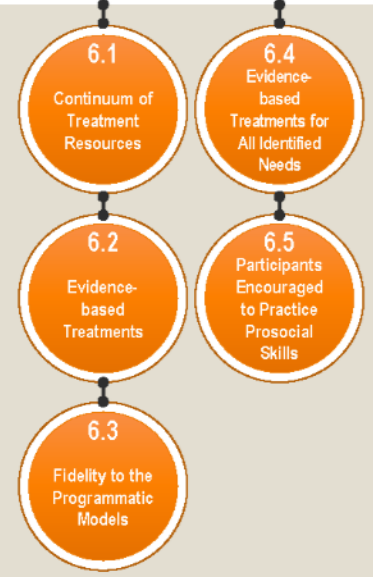 6.1
Continuum of
Treatment
Resources
6.2
Evidence-
based
Treatments
6.3
Fidelity to the
Programmatic
Models
6.4
Evidence-
based
Treatments for
All Identified
Needs
6.5
Participants
Encouraged
to Practice
Prosocial
Skills